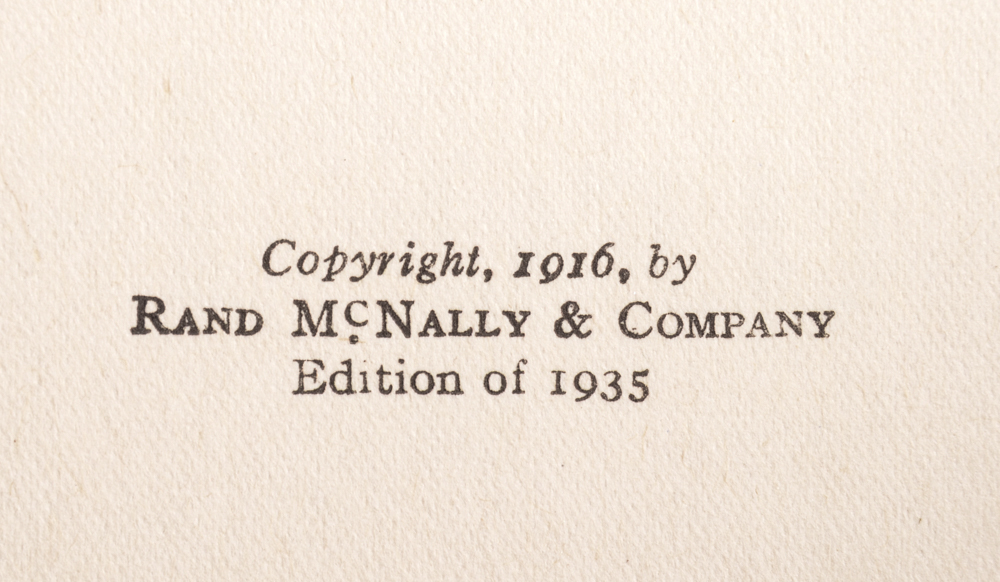 Copyright, 1916, by
RAND McNALLY & COMPANY
Edition of 1935